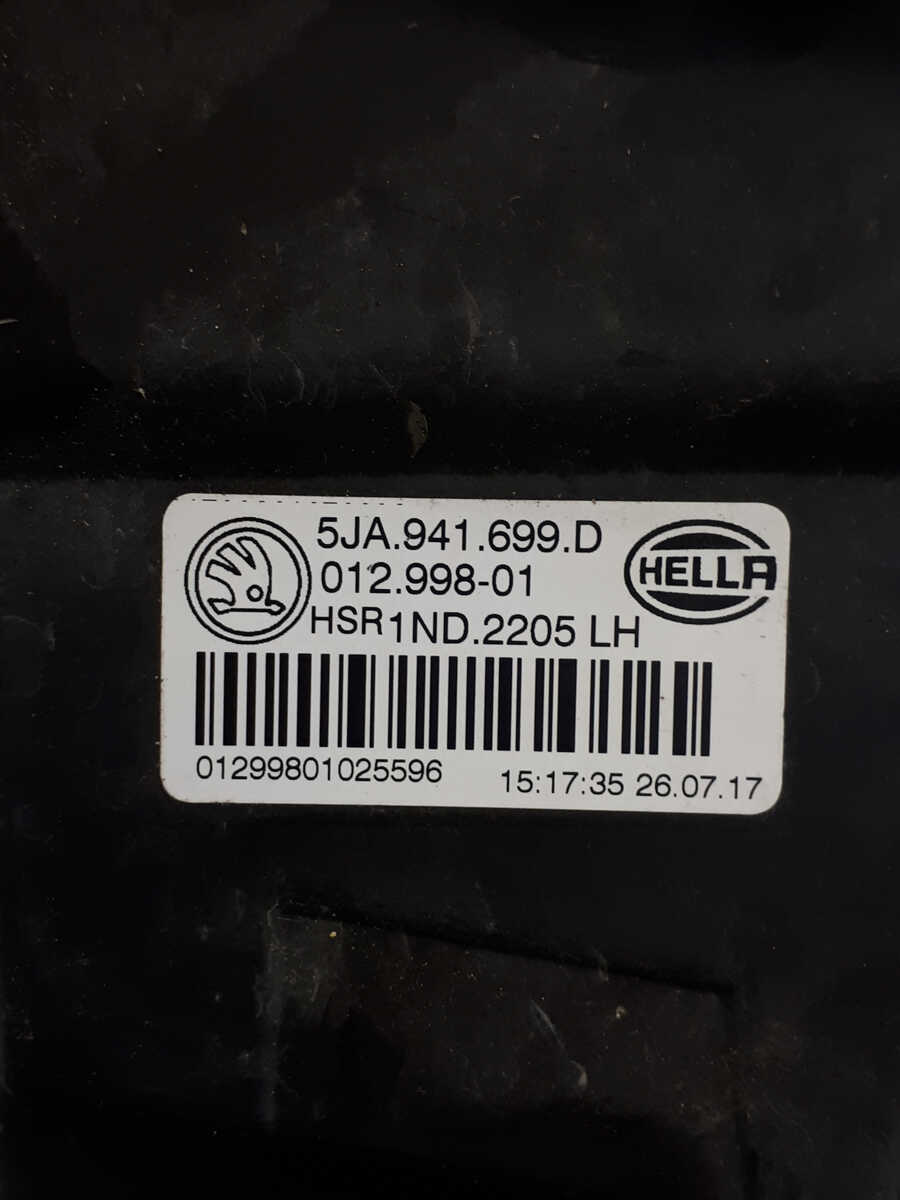 5JA.941.699.D
012.998-01
HELLA
HSR1ND.2205 LH
01299801025596
15:17:35 26.07.17